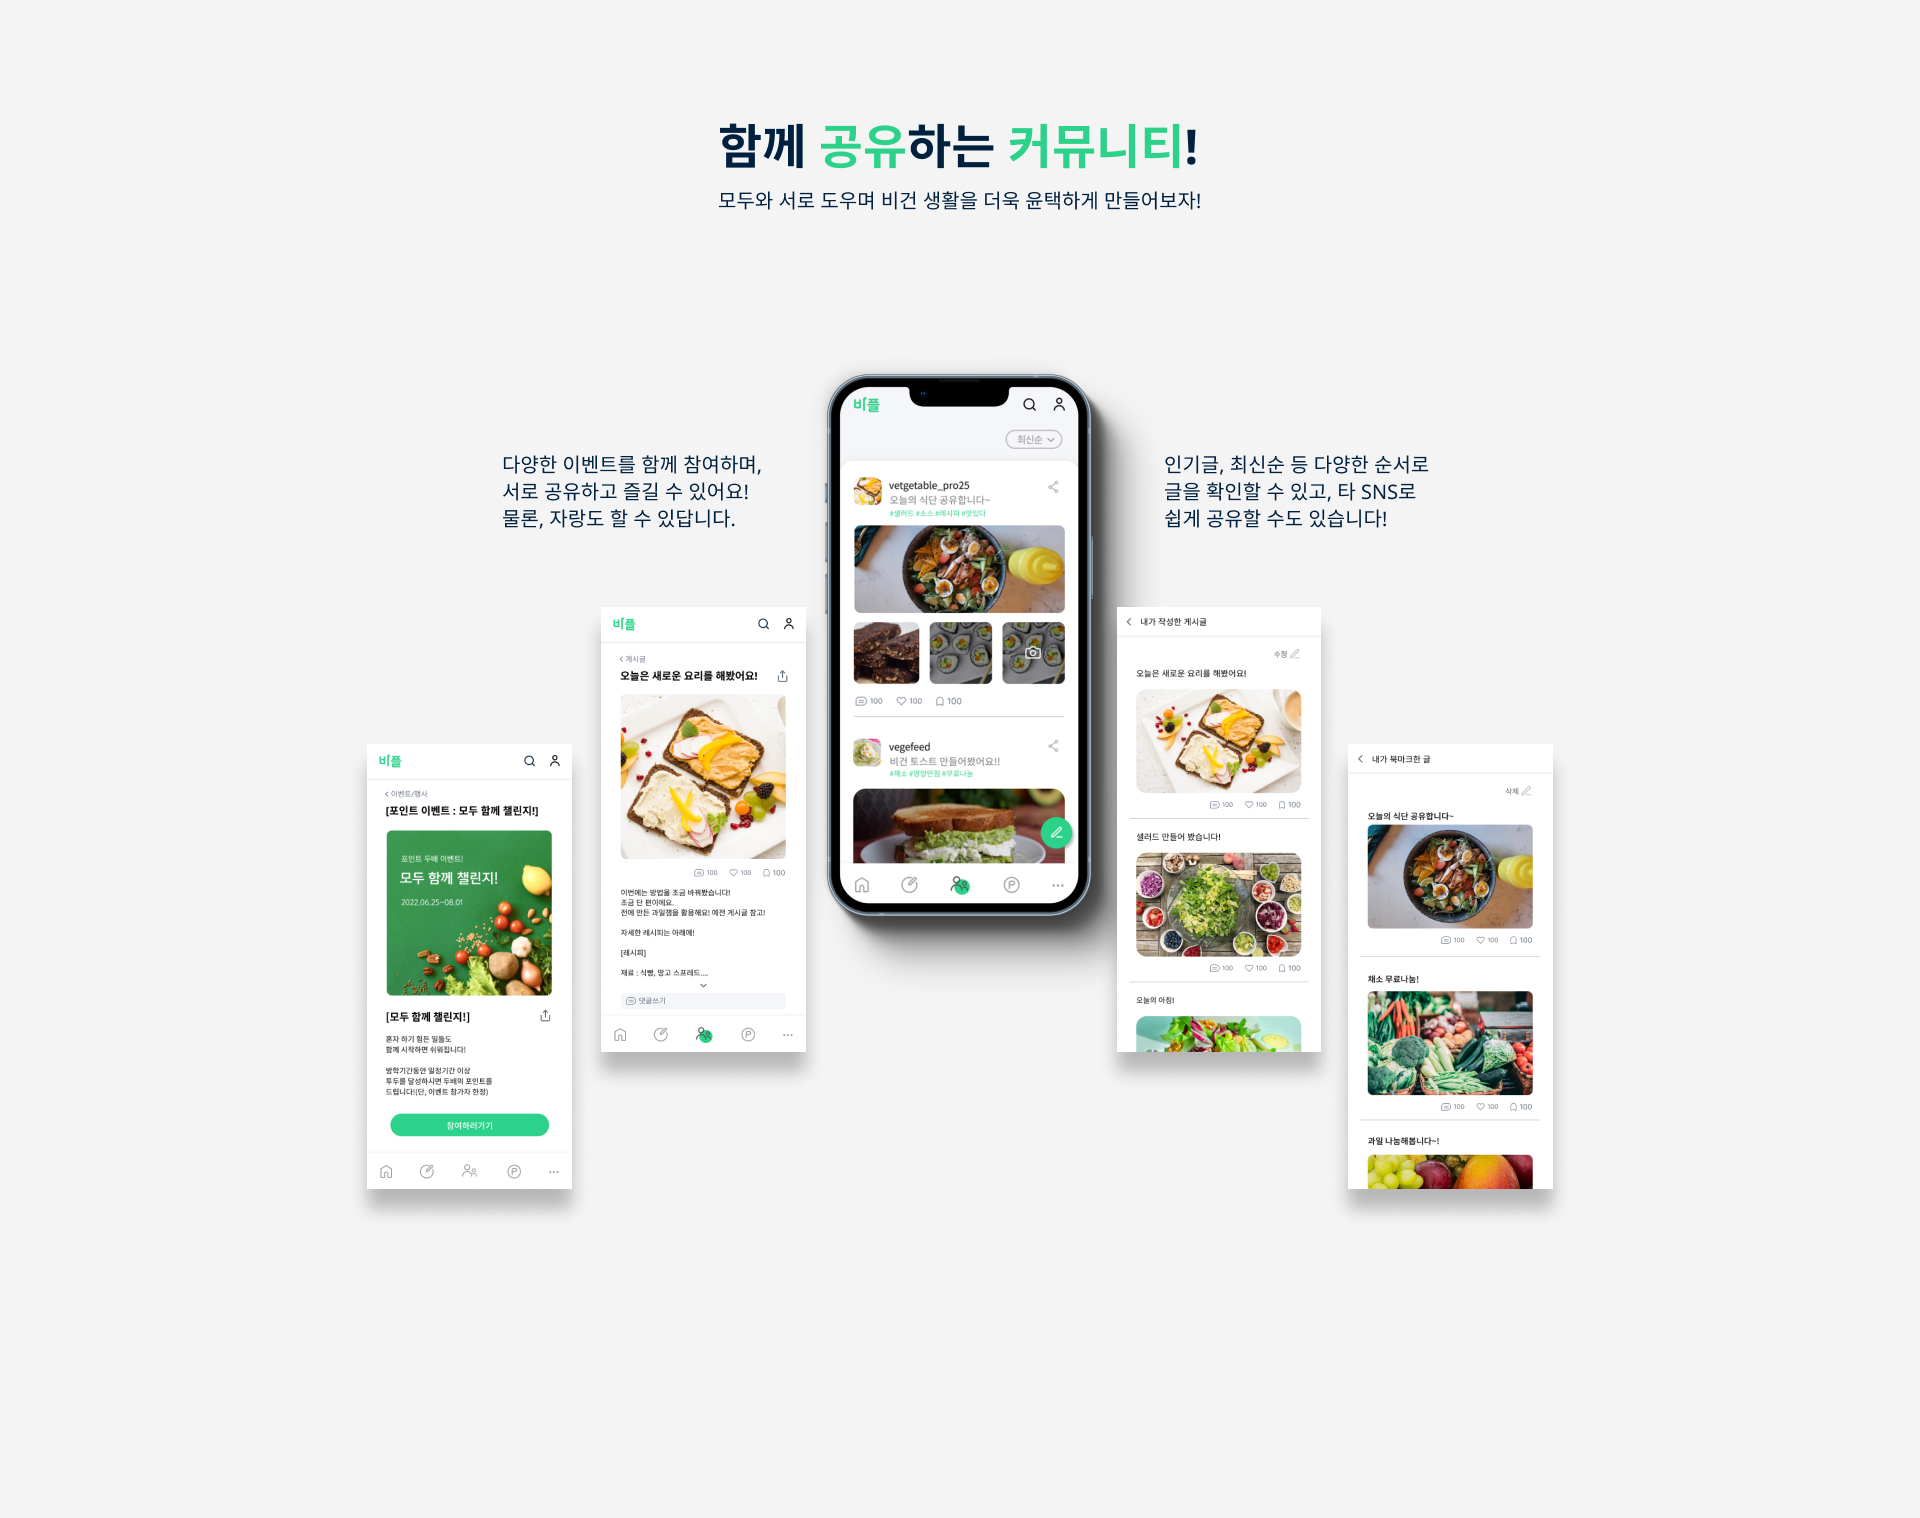 함께 공유하는 커뮤니티!
모두와 서로 도우며 비건 생활을 더욱 윤택하게 만들어보자!
다양한 이벤트를 함께 참여하며,
서로 공유하고 즐길 수 있어요!
물론, 자랑도 할 수 있답니다.
인기글, 최신순 등 다양한 순서로
글을 확인할 수 있고, 타 SNS로
쉽게 공유할 수도 있습니다!
비플
이벤트/행사
[포인트 이벤트 : 모두 함께 챌린지!]
포인트 두배 이벤트!
모두 함께 챌린지!
2022.06.25~08.01
[모두 함께 챌린지!]
혼자 하기 힘든 일들도
함께 시작하면 쉬워집니다!
방학기간동안 일정기간 이상
투두를 달성하시면 두배의 포인트를
드립니다!(단, 이벤트 참가자 한정)
참여하러가기
비플
게시글
오늘은 새로운 요리를 해봤어요!
100 100 100
이번에는 방법을 조금 바꿔봤습니다!
조금 단 편이에요.
전에 만든 과일잼을 활용해요! 예전 게시글 참고!
자세한 레시피는 아래에!
[레시피]
재료 : 식빵, 망고 스프레드....
댓글쓰기
비플
최신순
vetgetable_pro25
오늘의 식단 공유합니다~
#샐러드 #소스 #레시피 #맛있다
100 100 100
vegefeed
비건 토스트 만들어봤어요!!
#채소 #영양만점 #무료나눔
내가 작성한 게시글
수정
오늘은 새로운 요리를 해봤어요!
100 100 100
샐러드 만들어 봤습니다!
100 100 100
오늘의 아침!
내가 북마크한 글
삭제
오늘의 식단 공유합니다~
100 100 100
채소 무료나눔!
100 100 100
과일 나눔해봅니다~!